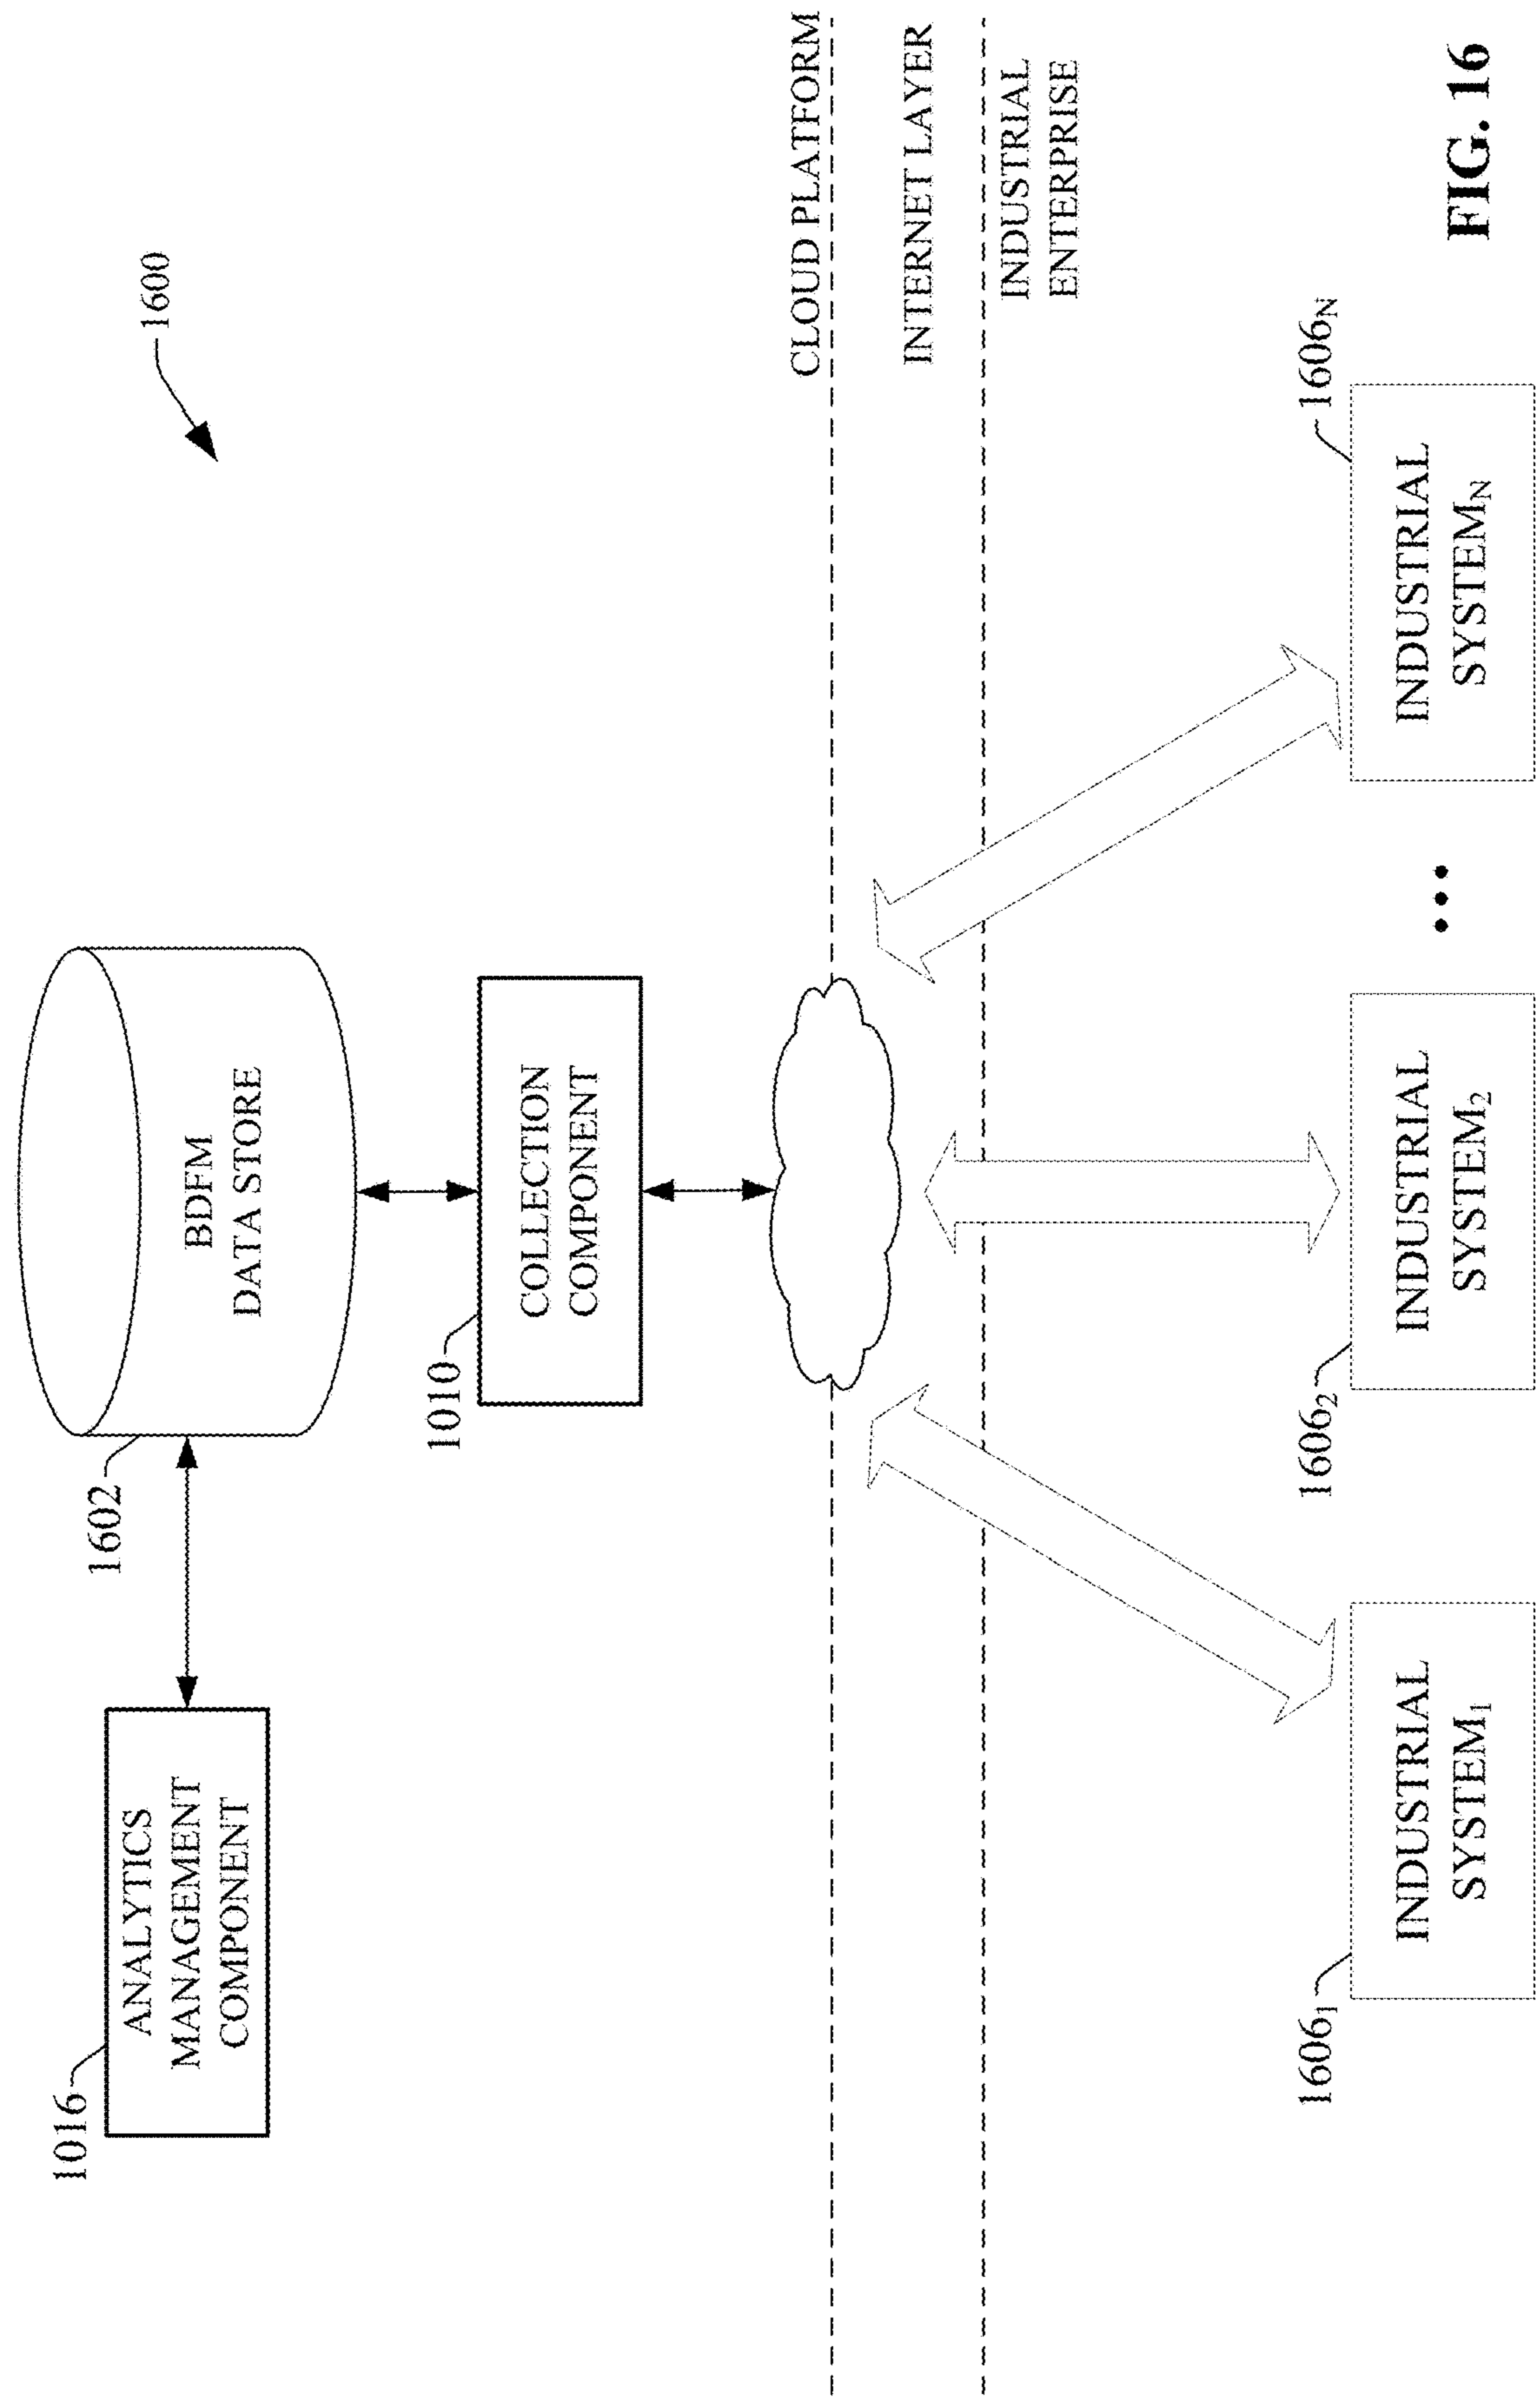 1600
1602
BDFM
DATA STORE
1016
ANALYTICS
MANAGEMENT
COMPONENT
1010
COLLECTION
COMPONENT
CLOUD PLATFORM
INTERNET LAYER
INDUSTRIAL
ENTERPRISE
1606₁
INDUSTRIAL
SYSTEM₁
1606₂
INDUSTRIAL
SYSTEM₂
...
1606N
INDUSTRIAL
SYSTEMN
FIG. 16